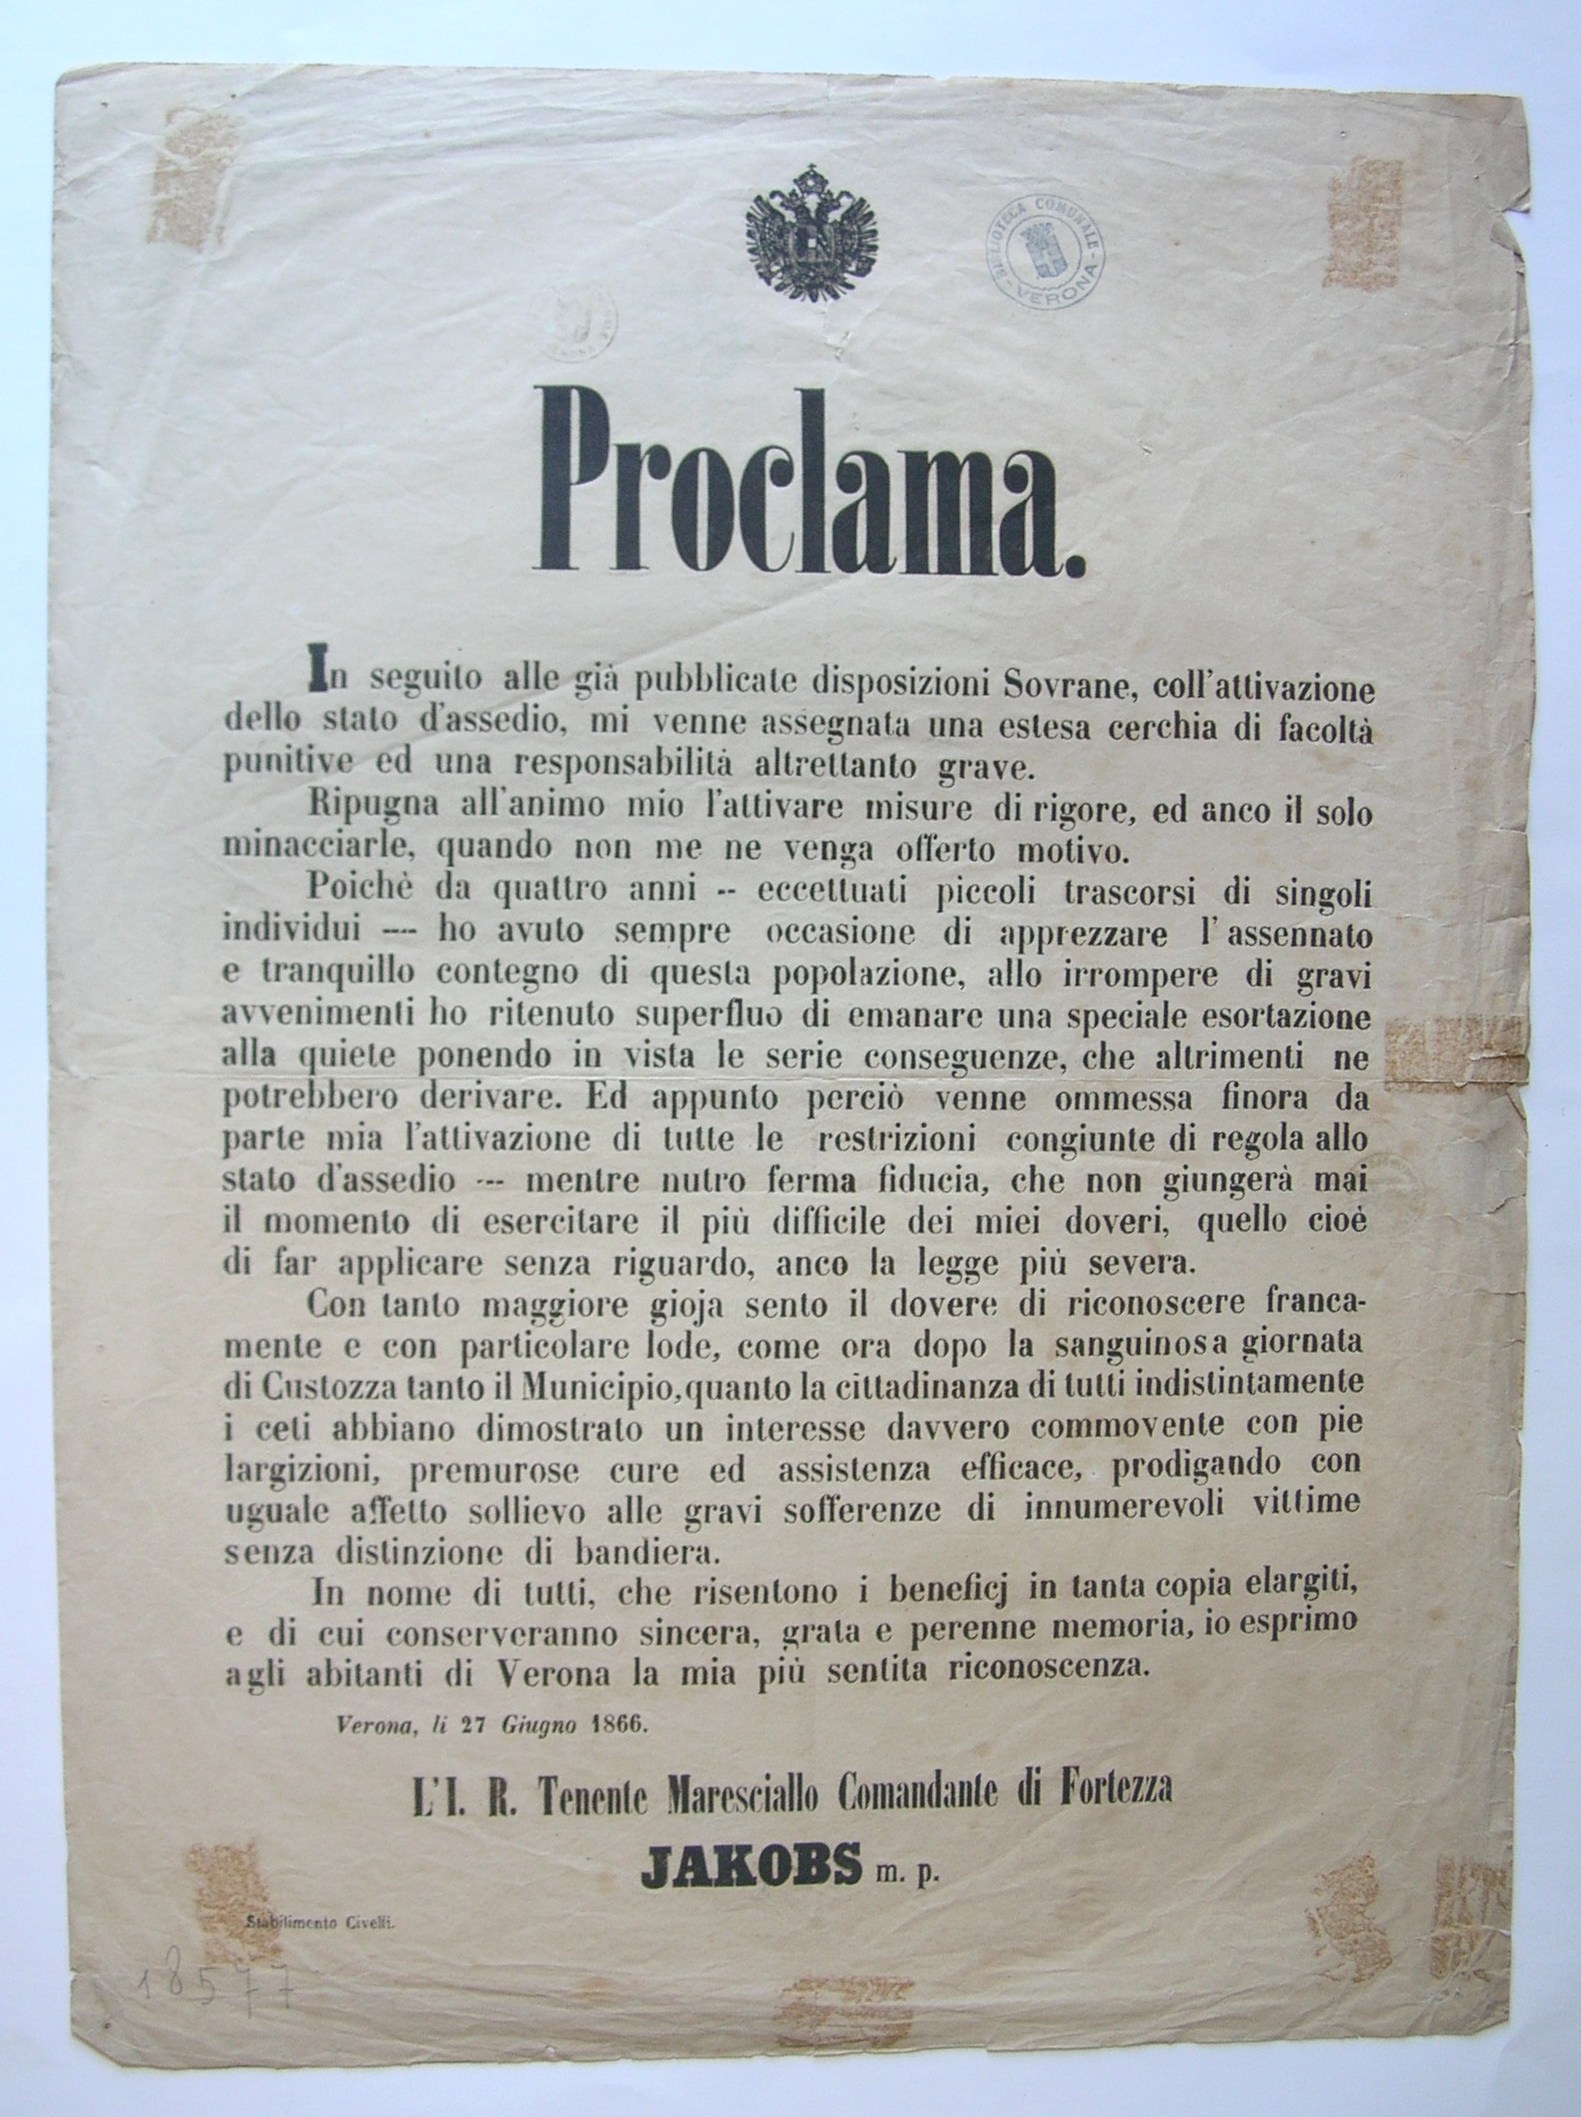 BIBLIOTECA COMUNALE - VERONA -
Proclama.
In seguito alle già pubblicate disposizioni Sovrane, coll'attivazione
dello stato d'assedio, mi venne assegnata una estesa cerchia di facoltà
punitive ed una responsabilità altrettanto grave.
Ripugna all'animo mio l'attivare misure di rigore, ed anco il solo
minacciarle, quando non me ne venga offerto motivo.
Poichè da quattro anni -- eccettuati piccoli trascorsi di singoli
individui --- ho avuto sempre occasione di apprezzare l'assennato
e tranquillo contegno di questa popolazione, allo irrompere di gravi
avvenimenti ho ritenuto superfluo di emanare una speciale esortazione
alla quiete ponendo in vista le serie conseguenze, che altrimenti ne
potrebbero derivare. Ed appunto perciò venne ommessa finora da
parte mia l'attivazione di tutte le restrizioni congiunte di regola allo
stato d'assedio --- mentre nutro ferma fiducia, che non giungerà mai
il momento di esercitare il più difficile dei miei doveri, quello cioè
di far applicare senza riguardo, anco la legge più severa.
Con tanto maggiore gioja sento il dovere di riconoscere franca-
mente e con particolare lode, come ora dopo la sanguinosa giornata
di Custozza tanto il Municipio, quanto la cittadinanza di tutti indistintamente
i ceti abbiano dimostrato un interesse davvero commovente con pie
largizioni, premurose cure ed assistenza efficace, prodigando con
uguale affetto sollievo alle gravi sofferenze di innumerevoli vittime
senza distinzione di bandiera.
In nome di tutti, che risentono i beneficj in tanta copia elargiti,
e di cui conserveranno sincera, grata e perenne memoria, io esprimo
agli abitanti di Verona la mia più sentita riconoscenza.
Verona, li 27 Giugno 1866.
L'I. R. Tenente Maresciallo Comandante di Fortezza
JAKOBS m. p.
Stabilimento Civelli.
18577